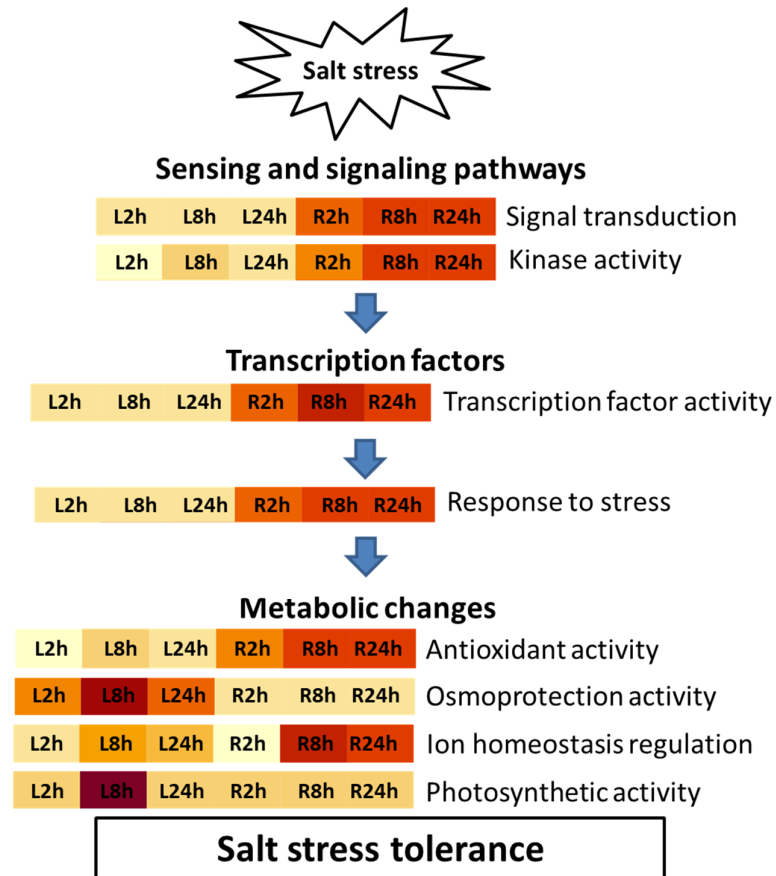 Salt stress
Sensing and signaling pathways
L2h L8h L24h R2h R8h R24h Signal transduction
L2h L8h L24h R2h R8h R24h Kinase activity
Transcription factors
L2h L8h L24h R2h R8h R24h Transcription factor activity
L2h L8h L24h R2h R8h R24h Response to stress
Metabolic changes
L2h L8h L24h R2h R8h R24h Antioxidant activity
L2h L8h L24h R2h R8h R24h Osmoprotection activity
L2h L8h L24h R2h R8h R24h Ion homeostasis regulation
L2h L8h L24h R2h R8h R24h Photosynthetic activity
Salt stress tolerance